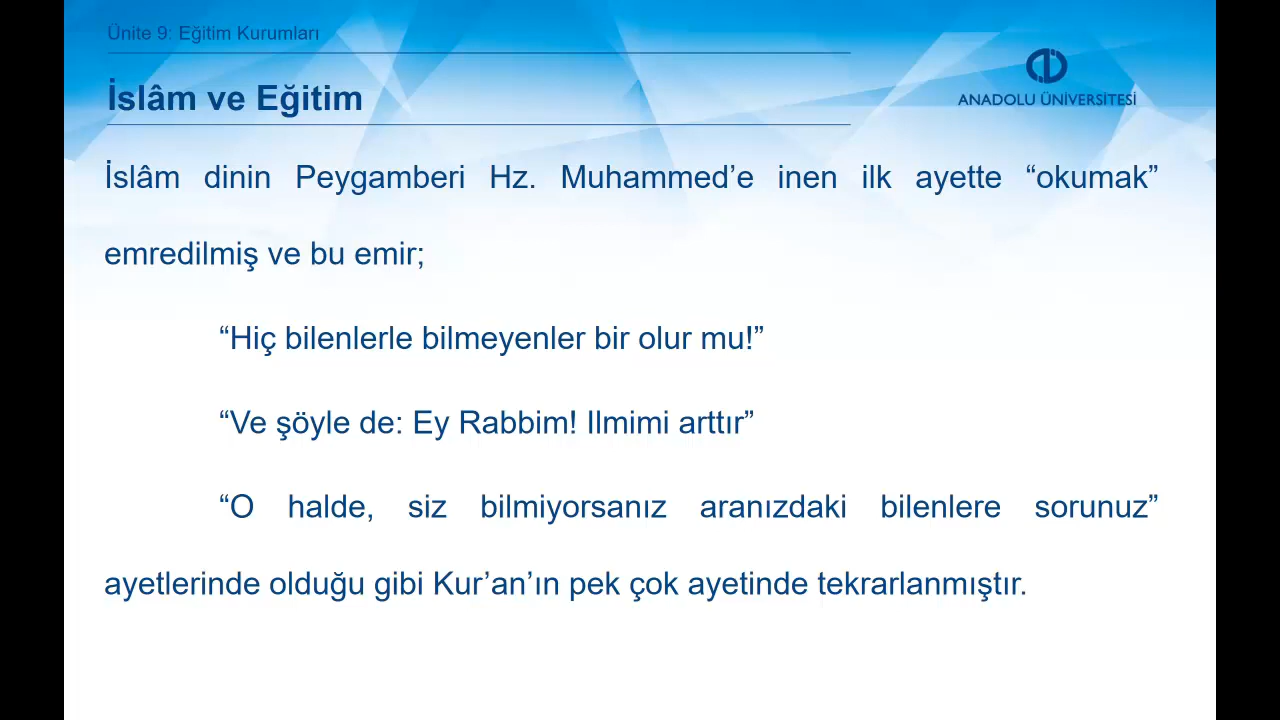 Ünite 9: Eğitim Kurumları
İslâm ve Eğitim
ANADOLU ÜNİVERSİTESİ
İslâm dinin Peygamberi Hz. Muhammed’e inen ilk ayette “okumak”
emredilmiş ve bu emir;
“Hiç bilenlerle bilmeyenler bir olur mu!”
“Ve şöyle de: Ey Rabbim! Ilmimi arttır”
“O halde, siz bilmiyorsanız aranızdaki bilenlere sorunuz”
ayetlerinde olduğu gibi Kur’an’ın pek çok ayetinde tekrarlanmıştır.